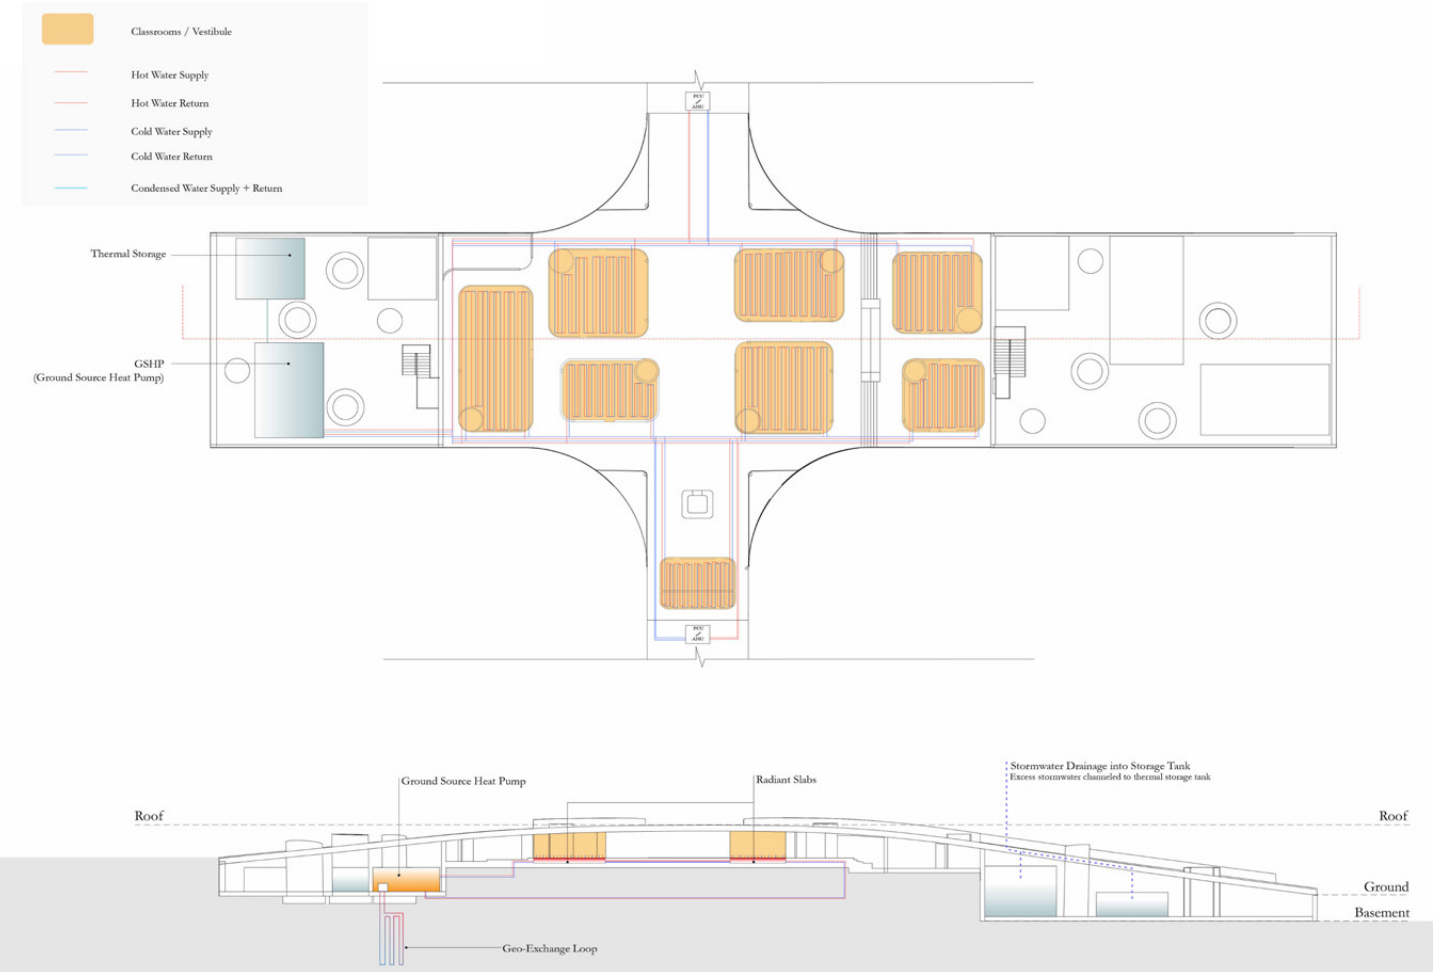 Classrooms / Vestibule
Hot Water Supply
Hot Water Return
Cold Water Supply
Cold Water Return
Condensed Water Supply + Return
FCU
/
AHU
Thermal Storage
GSHP
(Ground Source Heat Pump)
FCU
/
AHU
Ground Source Heat Pump
Radiant Slabs
Stormwater Drainage into Storage Tank
Excess stormwater channeled to thermal storage tank
Roof
Roof
Ground
Basement
Geo-Exchange Loop